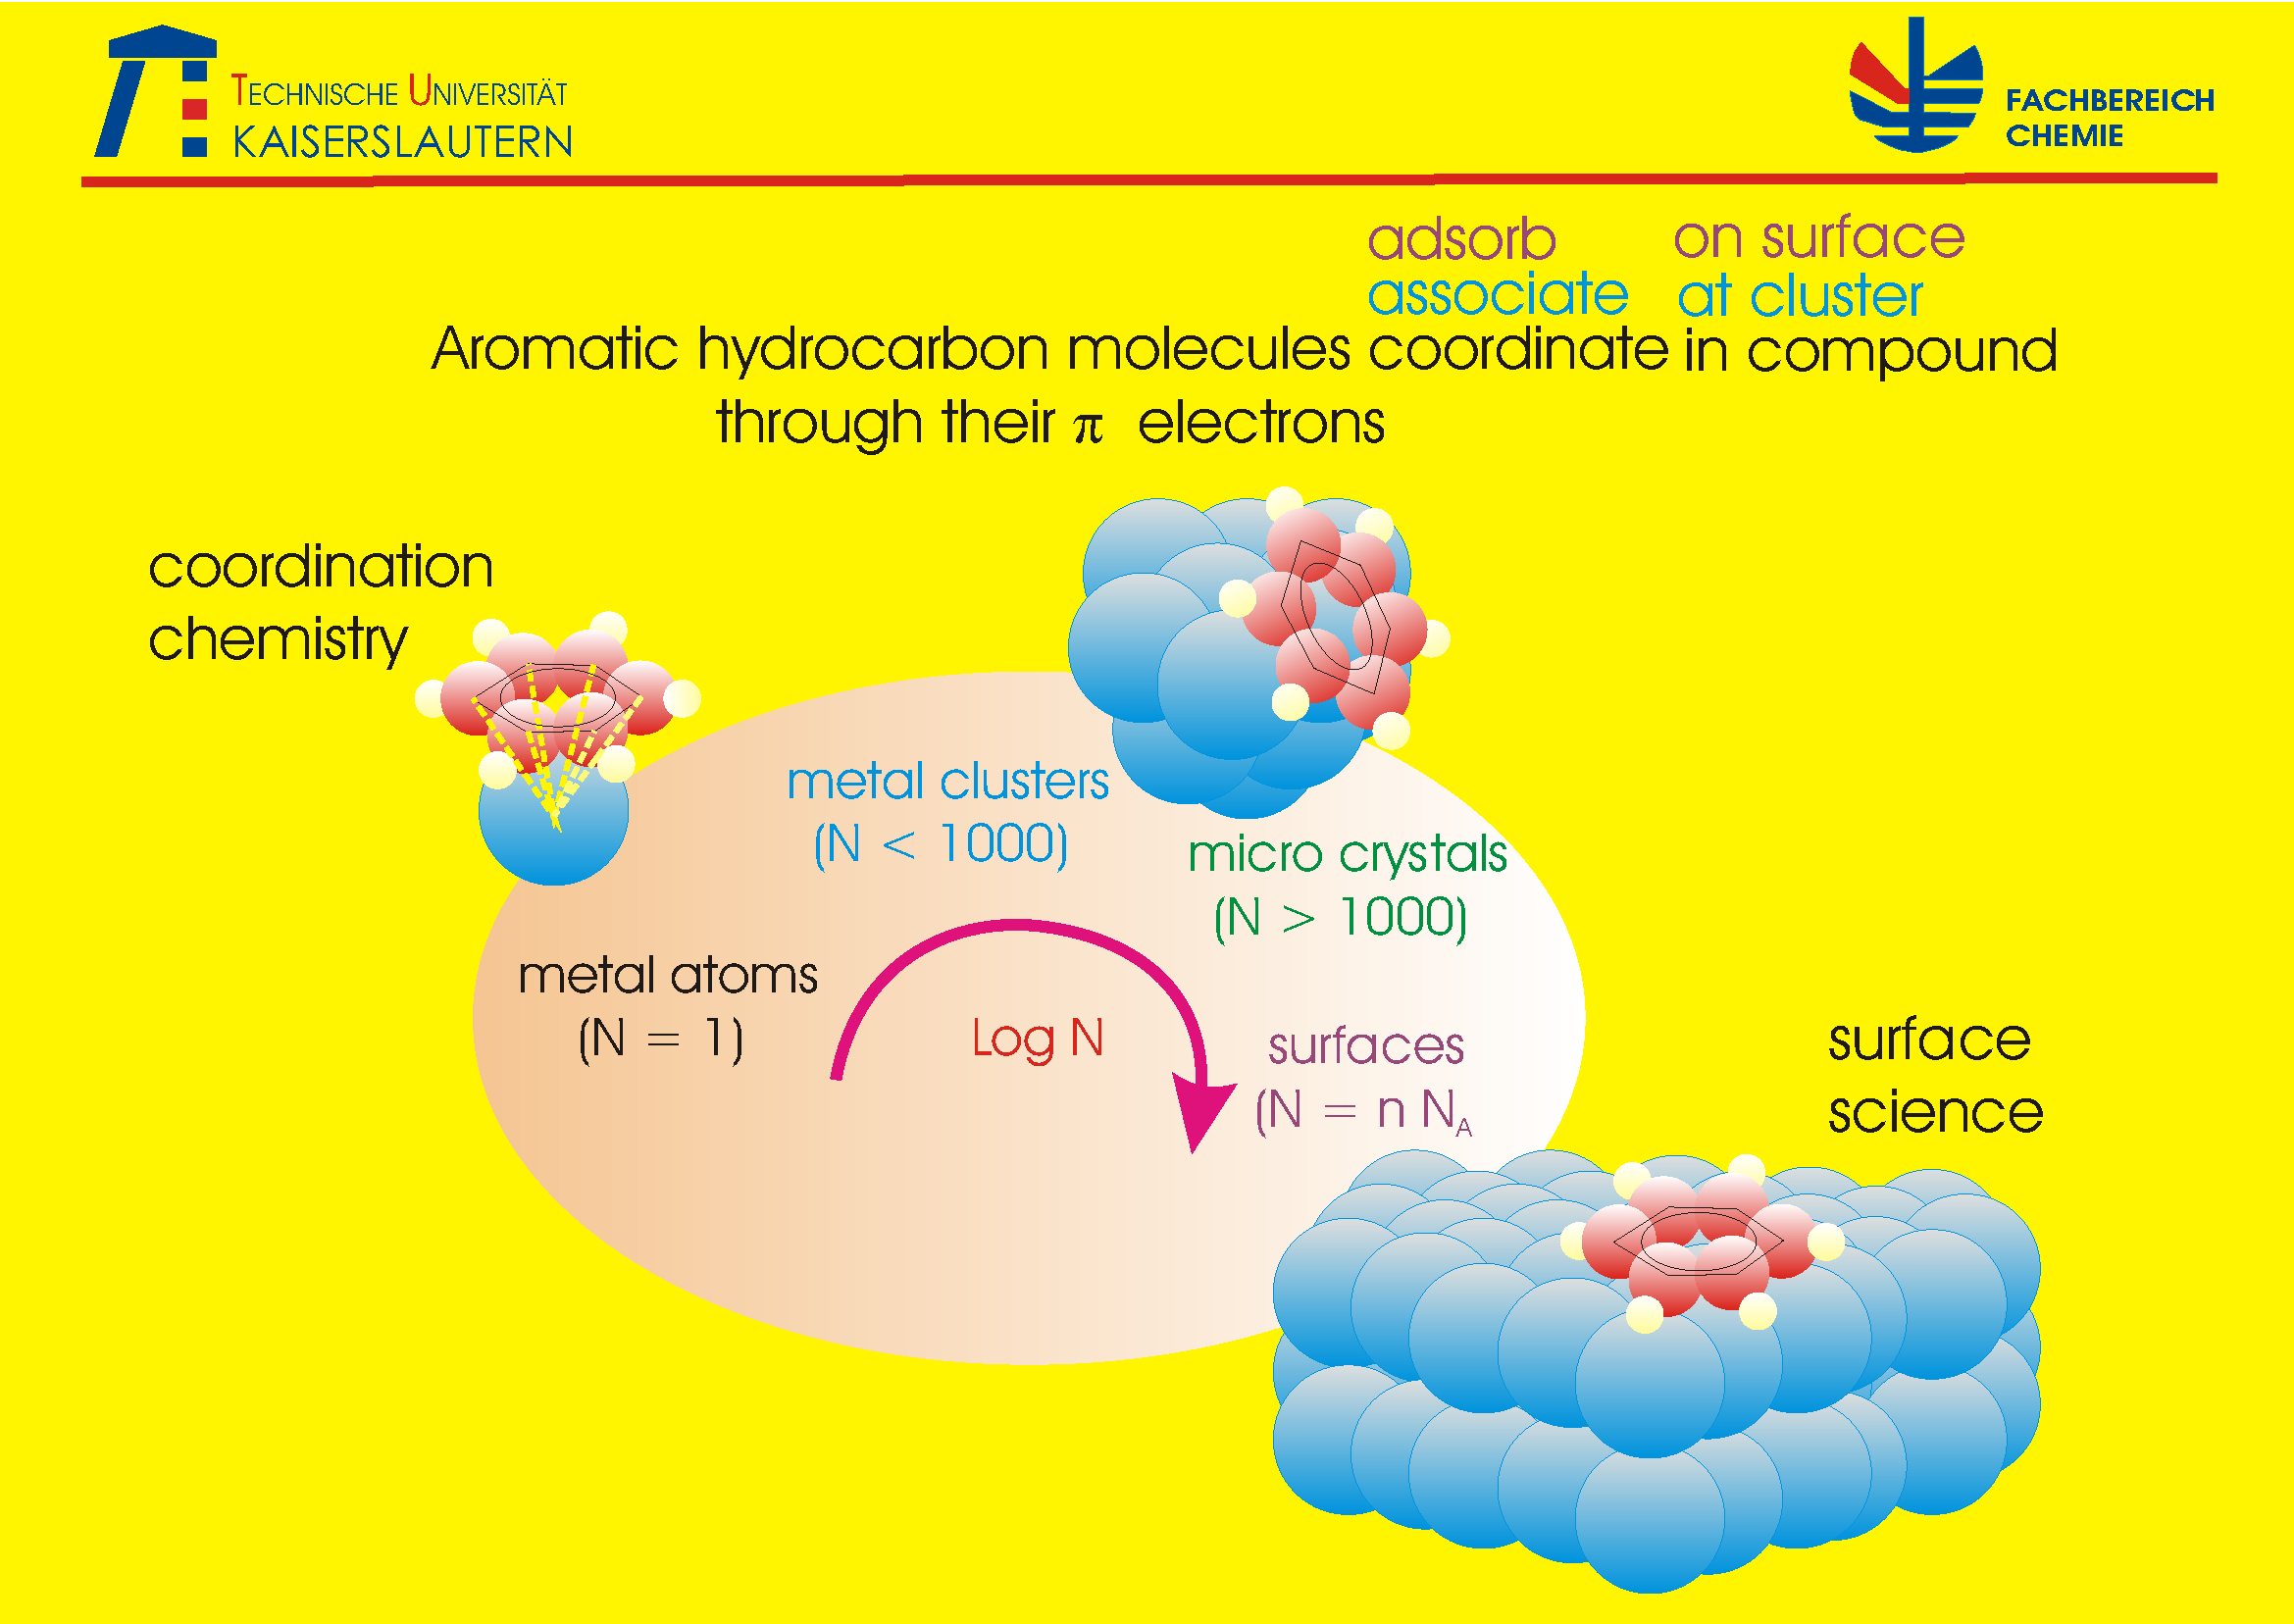 TECHNISCHE UNIVERSITÄT
KAISERSLAUTERN
FACHBEREICH
CHEMIE
adsorb on surface
associate at cluster
Aromatic hydrocarbon molecules coordinate in compound
through their π electrons
coordination
chemistry
metal clusters
(N < 1000)
micro crystals
(N > 1000)
metal atoms
(N = 1)
Log N
surfaces
(N = n N_A
surface
science